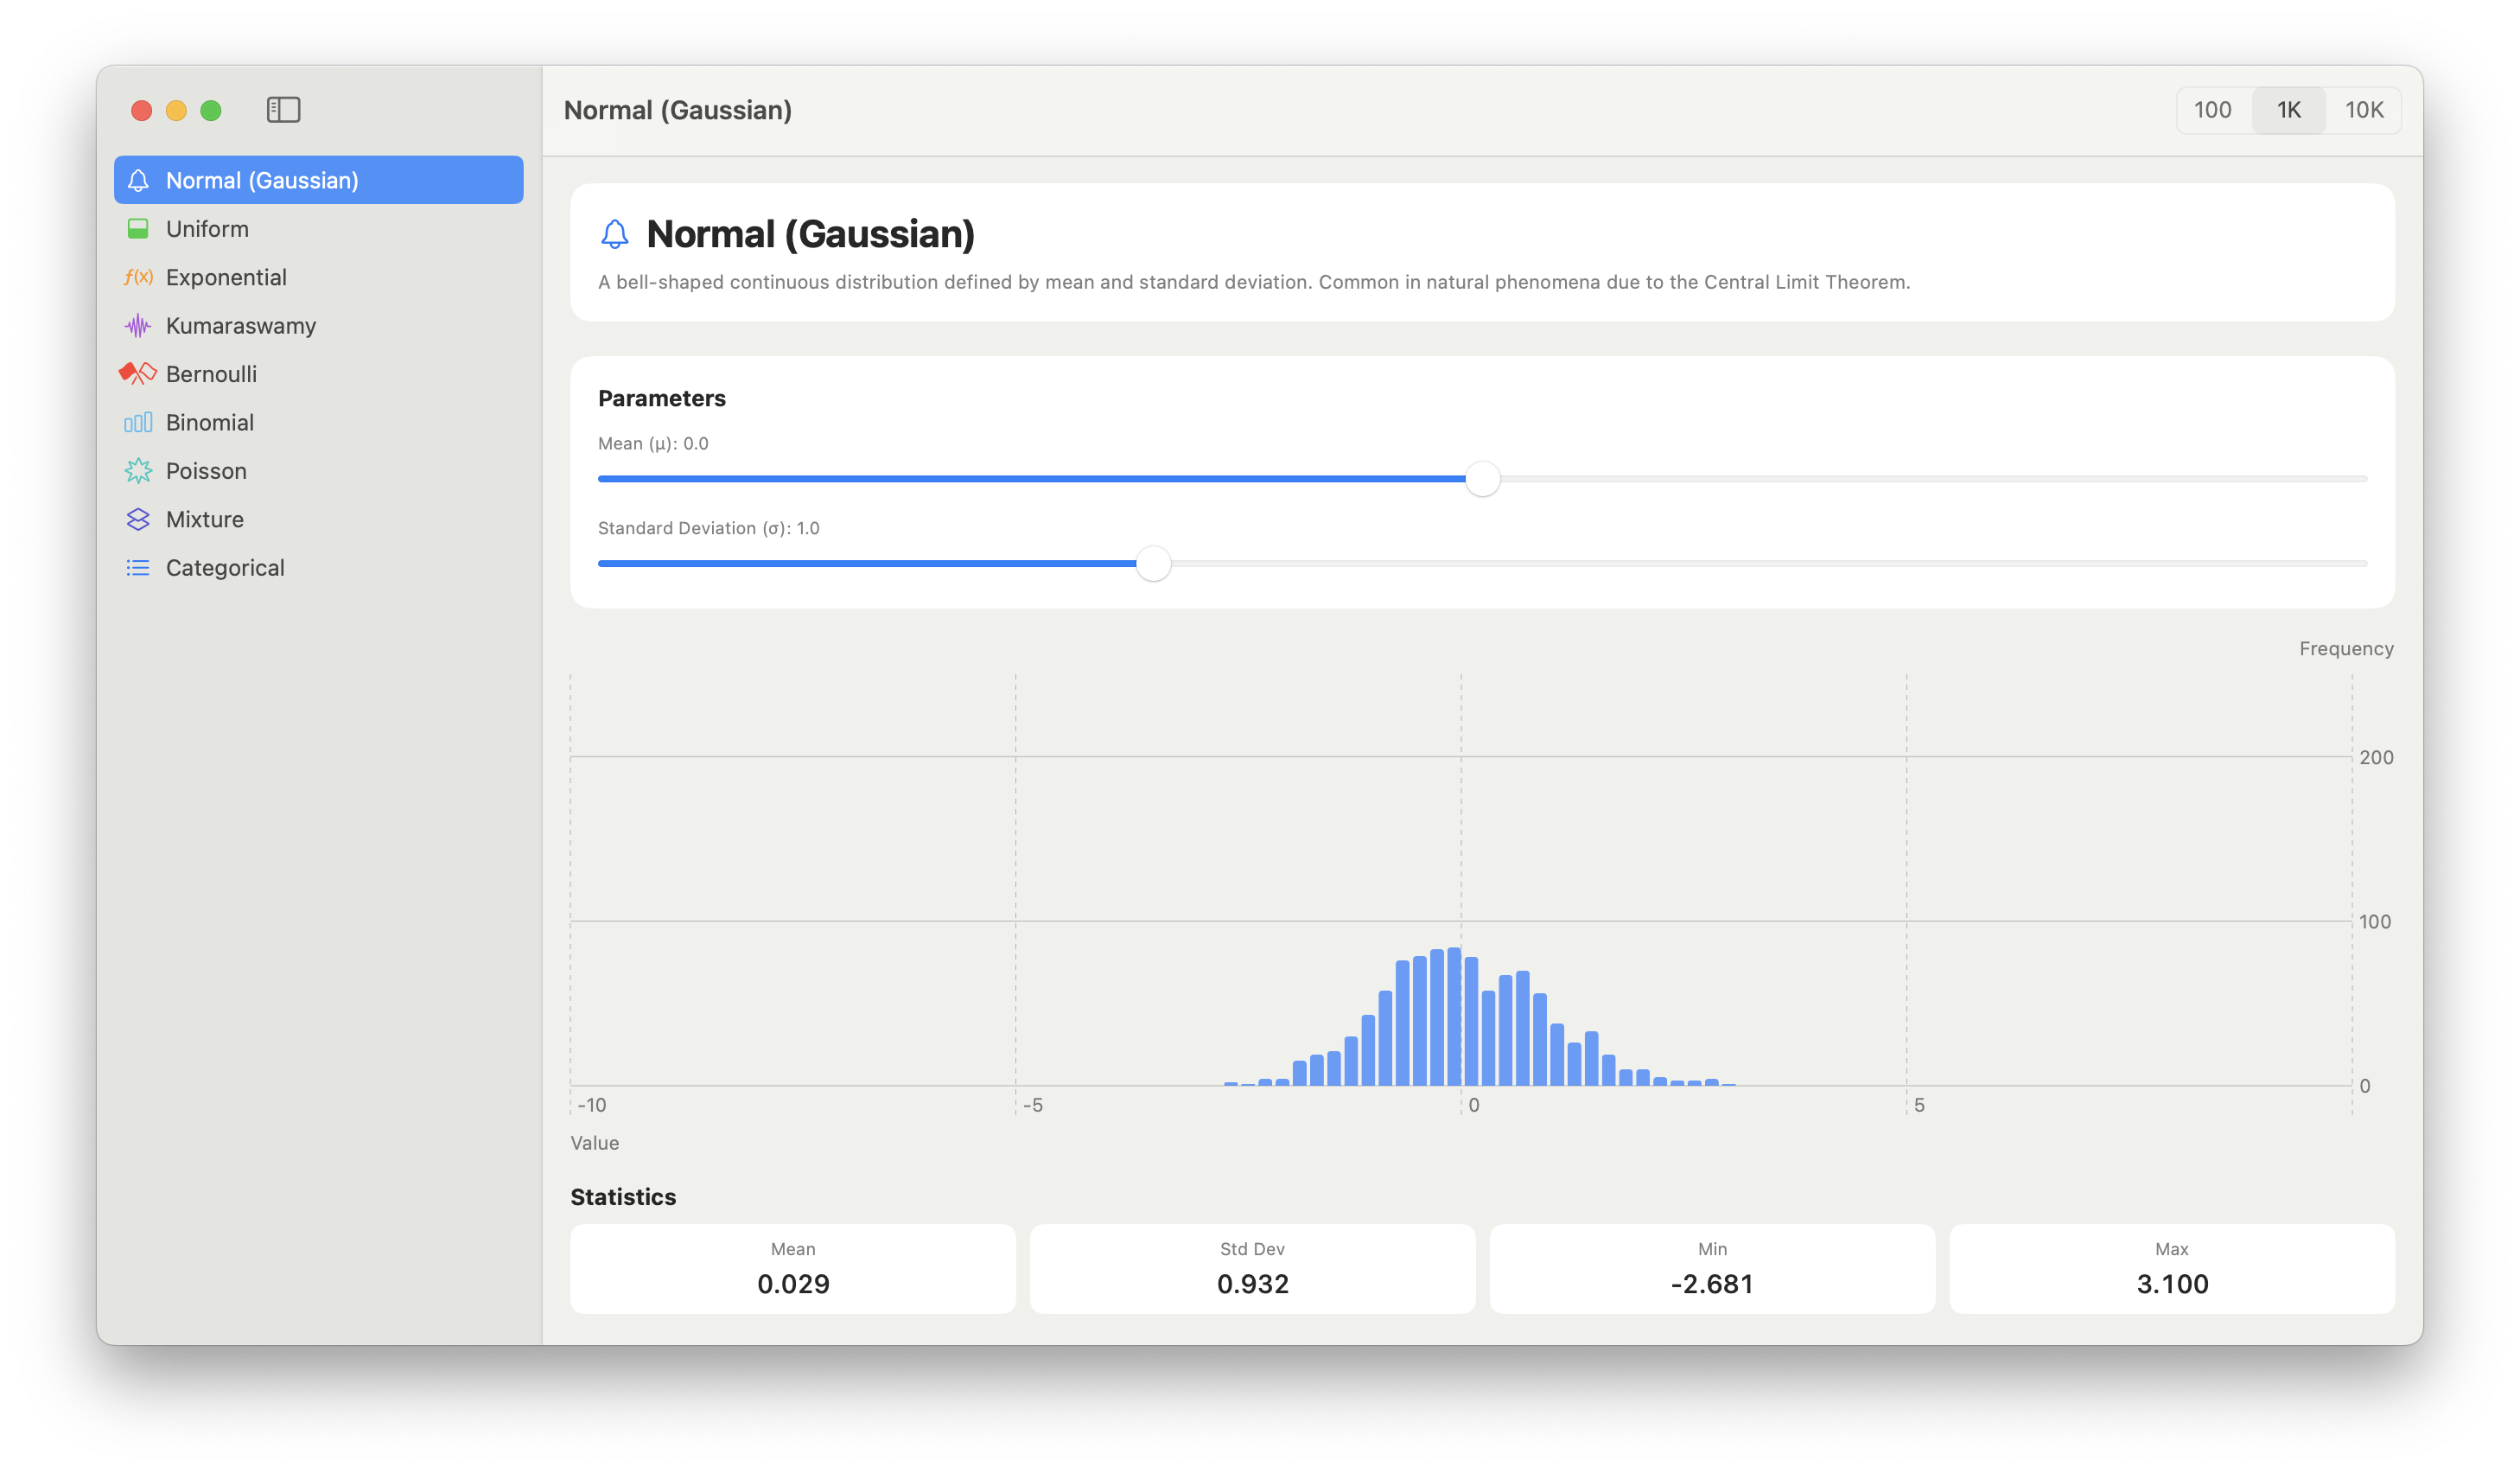 Normal (Gaussian)
100 1K 10K
Normal (Gaussian)
Uniform
f(x) Exponential
Kumaraswamy
Bernoulli
Binomial
Poisson
Mixture
Categorical
Normal (Gaussian)
A bell-shaped continuous distribution defined by mean and standard deviation. Common in natural phenomena due to the Central Limit Theorem.
Parameters
Mean (μ): 0.0
Standard Deviation (σ): 1.0
Frequency
200
100
0
-10 -5 0 5
Value
Statistics
Mean
0.029
Std Dev
0.932
Min
-2.681
Max
3.100